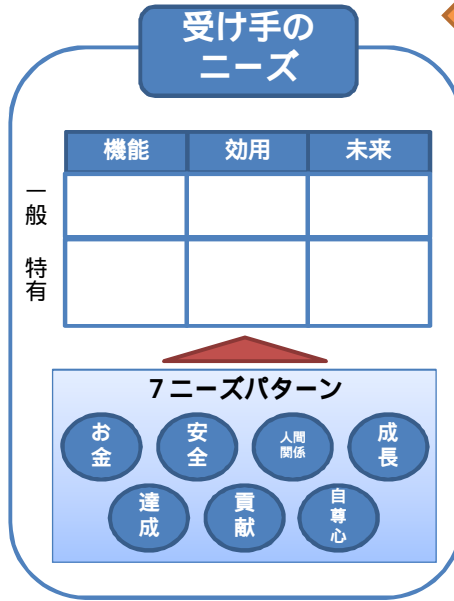 受け手の
ニーズ
機能 効用 未来
一般
特有
7ニーズパターン
お金 安全 人間関係 成長
達成 貢献 自尊心